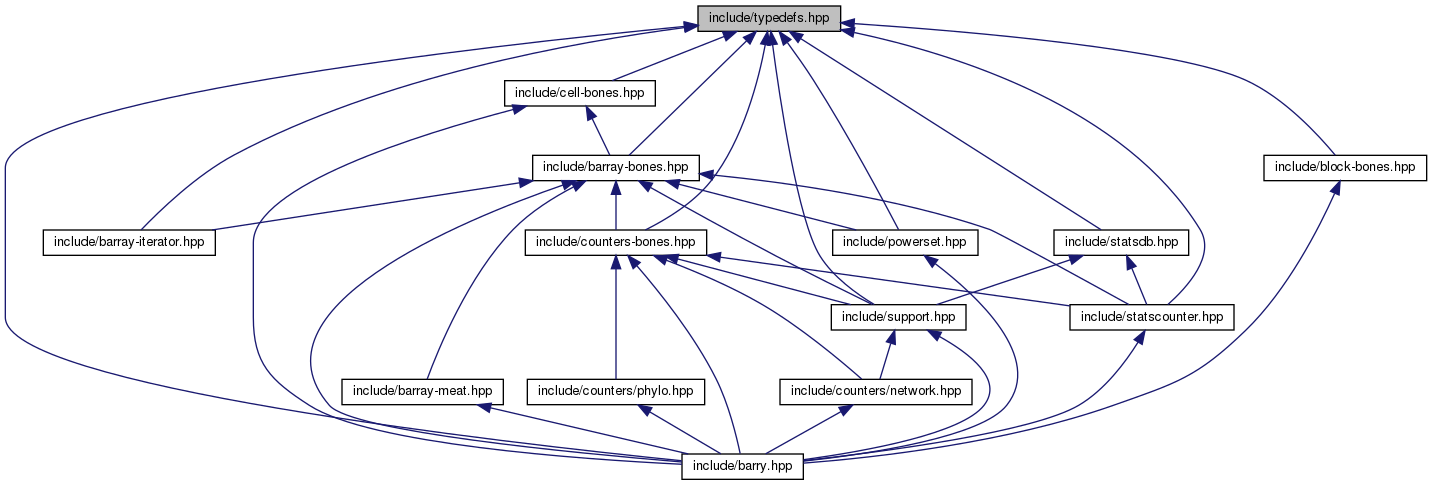 include/typedefs.hpp
include/cell-bones.hpp
include/barray-bones.hpp
include/block-bones.hpp
include/barray-iterator.hpp
include/counters-bones.hpp
include/powerset.hpp
include/statsdb.hpp
include/support.hpp
include/statscounter.hpp
include/barray-meat.hpp
include/counters/phylo.hpp
include/counters/network.hpp
include/barry.hpp